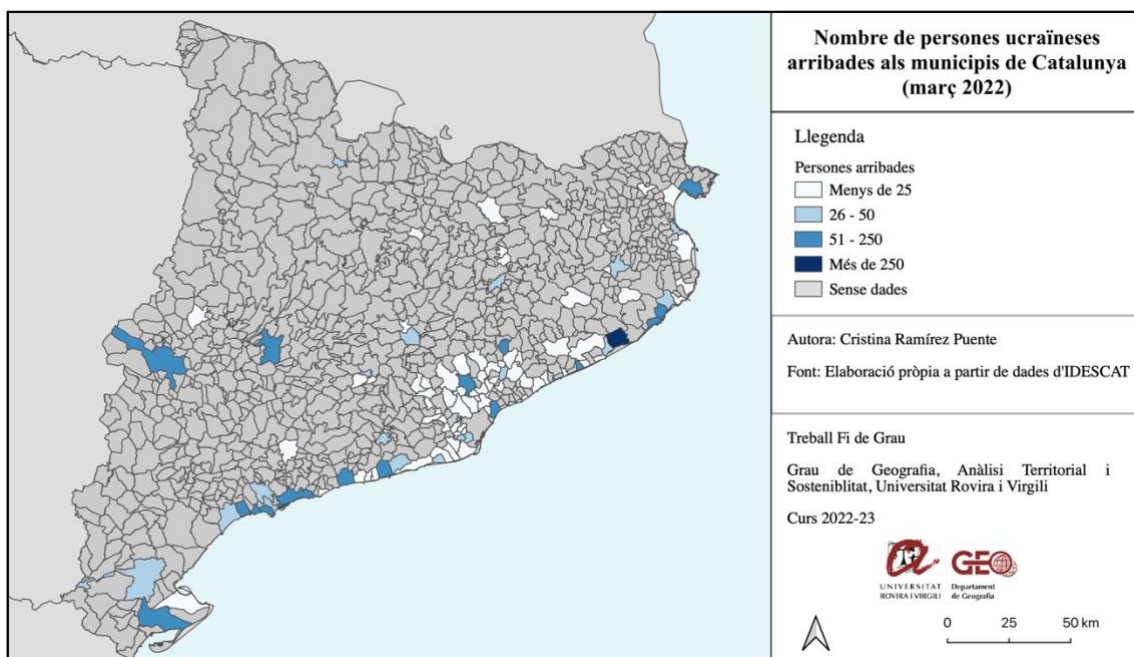 Nombre de persones ucraïneses
arribades als municipis de Catalunya
(març 2022)
Llegenda
Persones arribades
Menys de 25
26 - 50
51 - 250
Més de 250
Sense dades
Autora: Cristina Ramírez Puente
Font: Elaboració pròpia a partir de dades d'IDESCAT
Treball Fi de Grau
Grau de Geografia, Anàlisi Territorial i
Sosteniblitat, Universitat Rovira i Virgili
Curs 2022-23
UNIVERSITAT
ROVIRA I VIRGILI
GEO
Departament
de Geografia
0 25 50 km